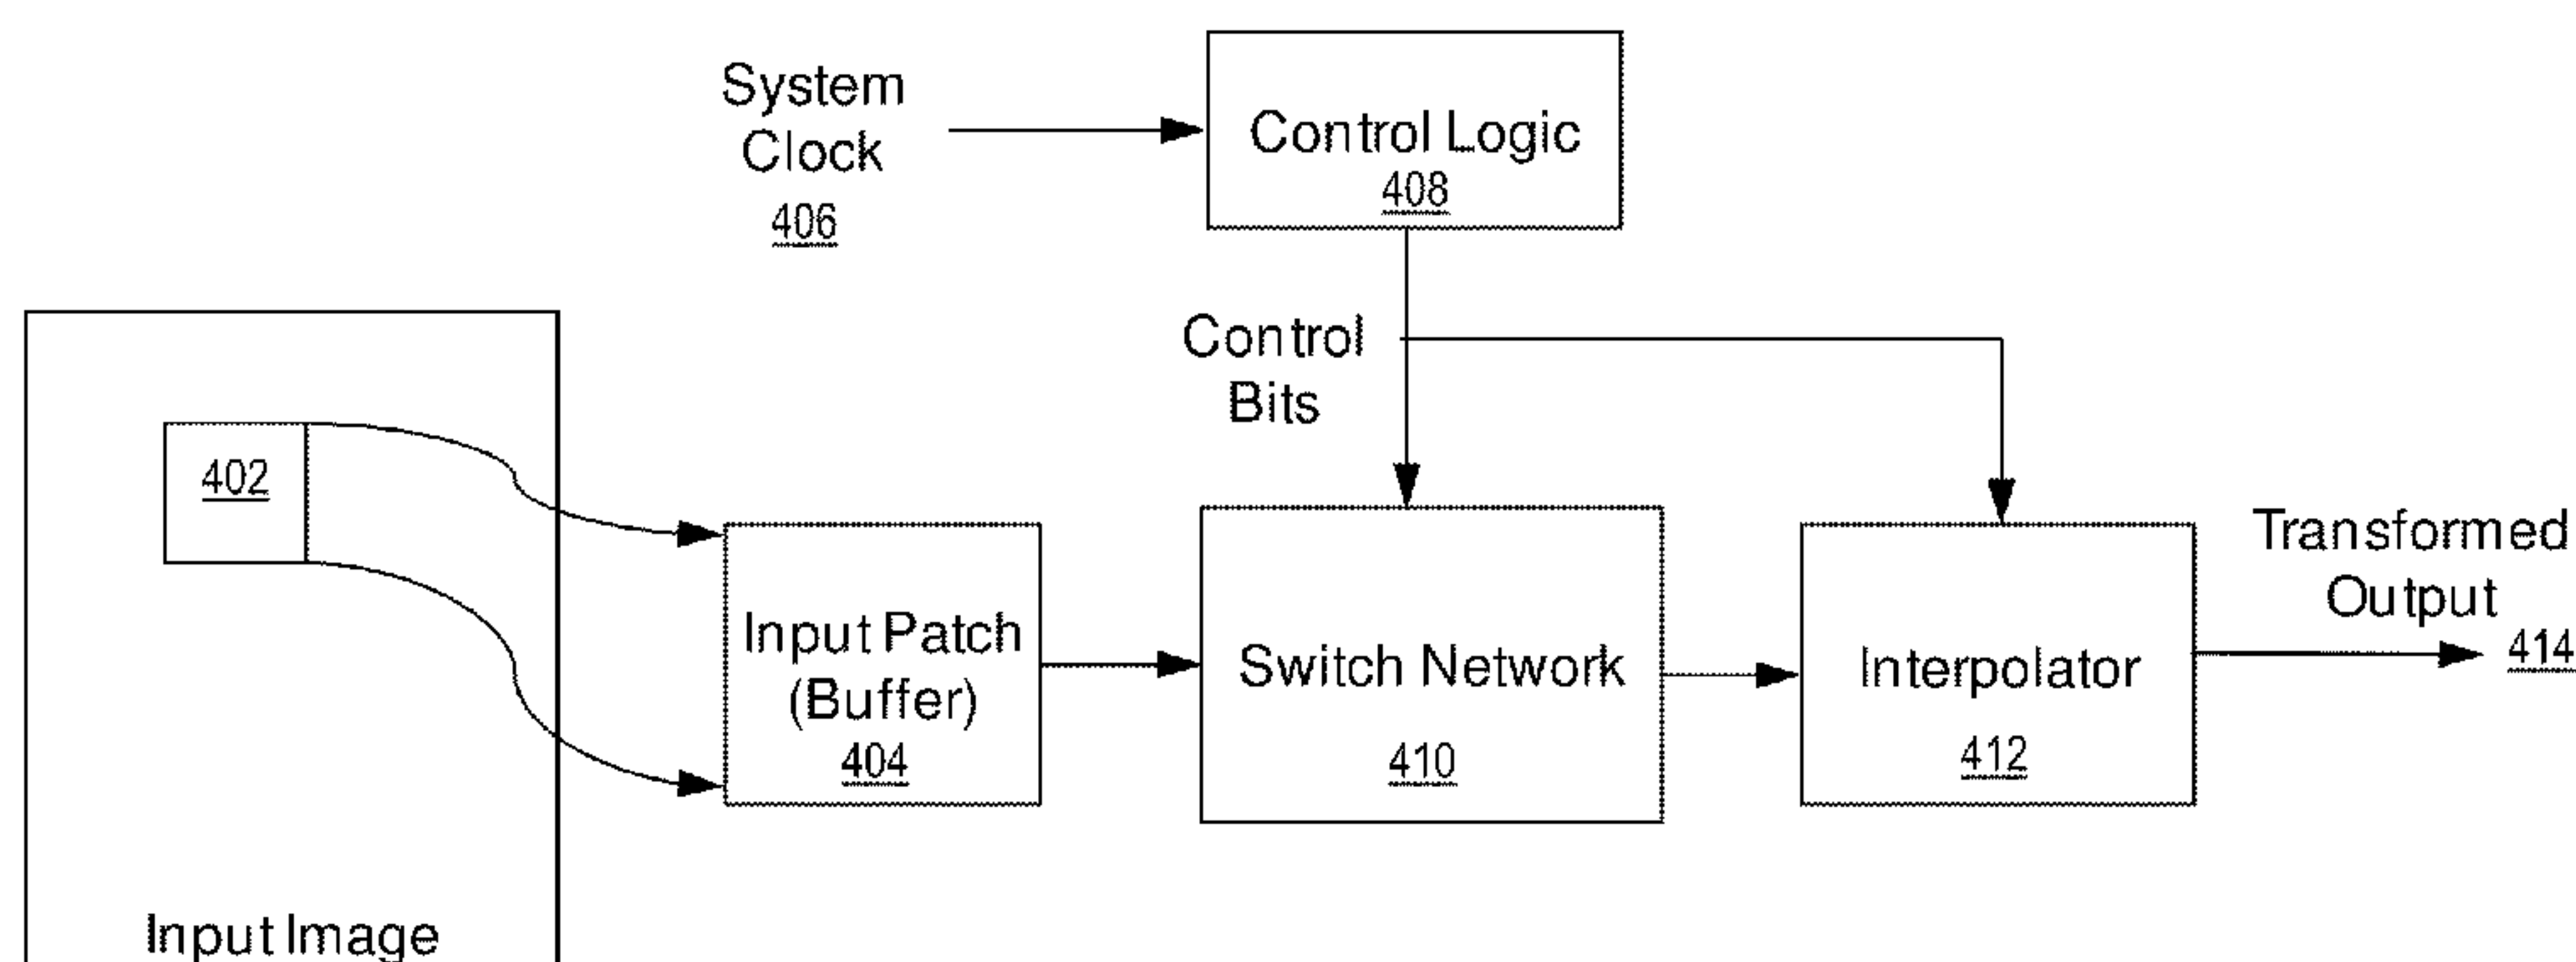 System
Clock
406
Control Logic
408
Control
Bits
402
Input Patch
(Buffer)
404
Switch Network
410
Interpolator
412
Transformed
Output
414
Input Image